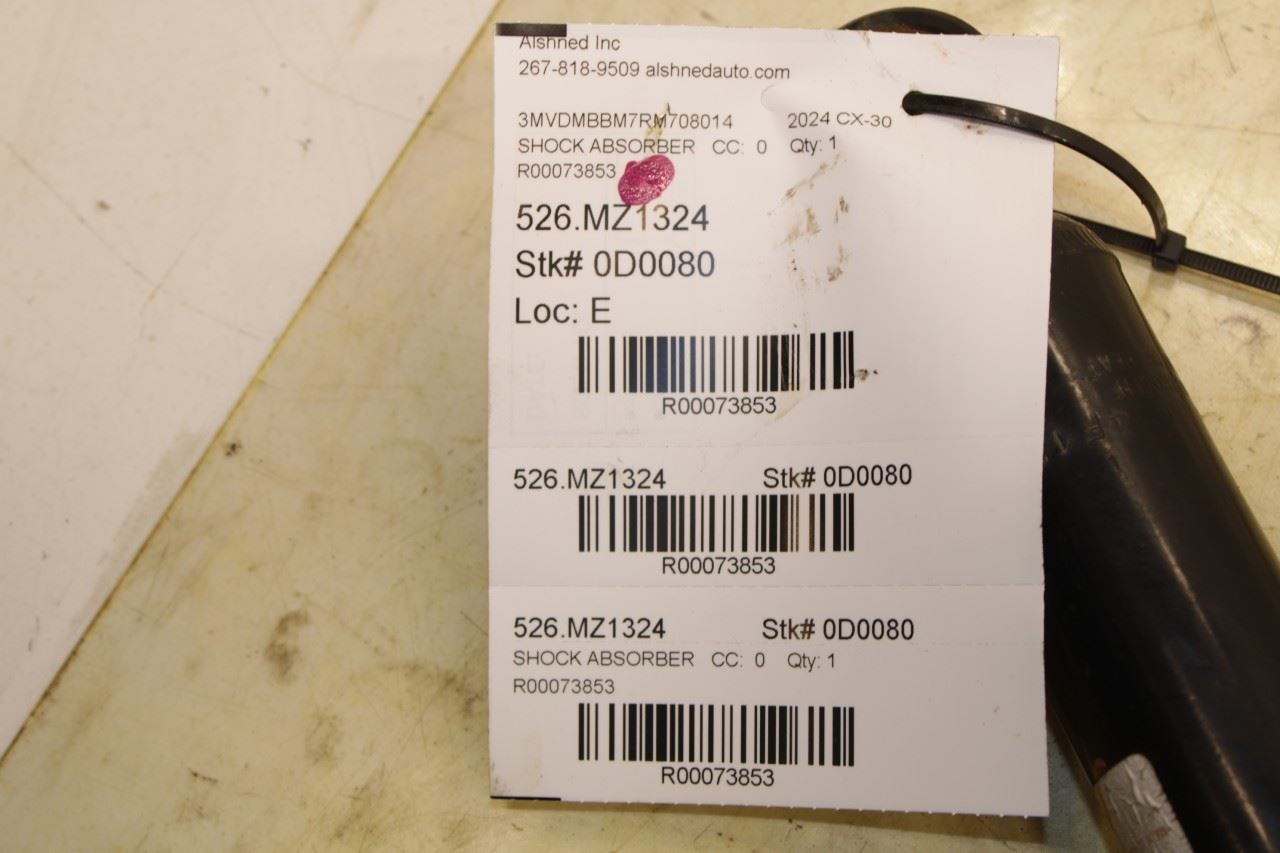 Alshned Inc
267-818-9509 alshnedauto.com
3MVDMBBM7RM708014 2024 CX-30
SHOCK ABSORBER CC: 0 Qty: 1
R00073853
526.MZ1324
Stk# 0D0080
Loc: E
R00073853
526.MZ1324 Stk# 0D0080
R00073853
526.MZ1324 Stk# 0D0080
SHOCK ABSORBER CC: 0 Qty: 1
R00073853
R00073853